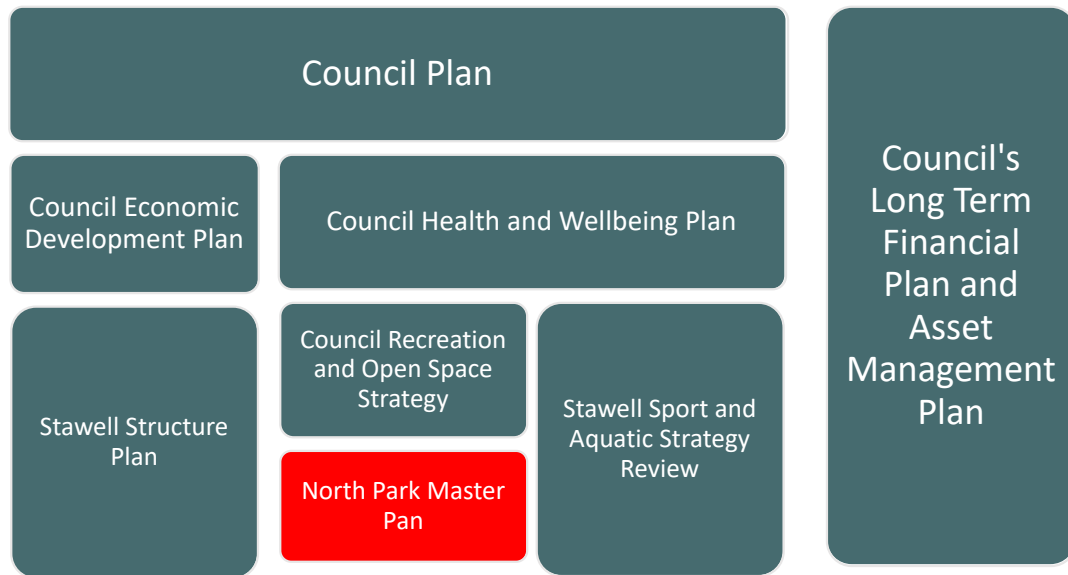 Council Plan
Council Economic
Development Plan
Council Health and Wellbeing Plan
Stawell Structure
Plan
Council Recreation
and Open Space
Strategy
North Park Master
Pan
Stawell Sport and
Aquatic Strategy
Review
Council's
Long Term
Financial
Plan and
Asset
Management
Plan